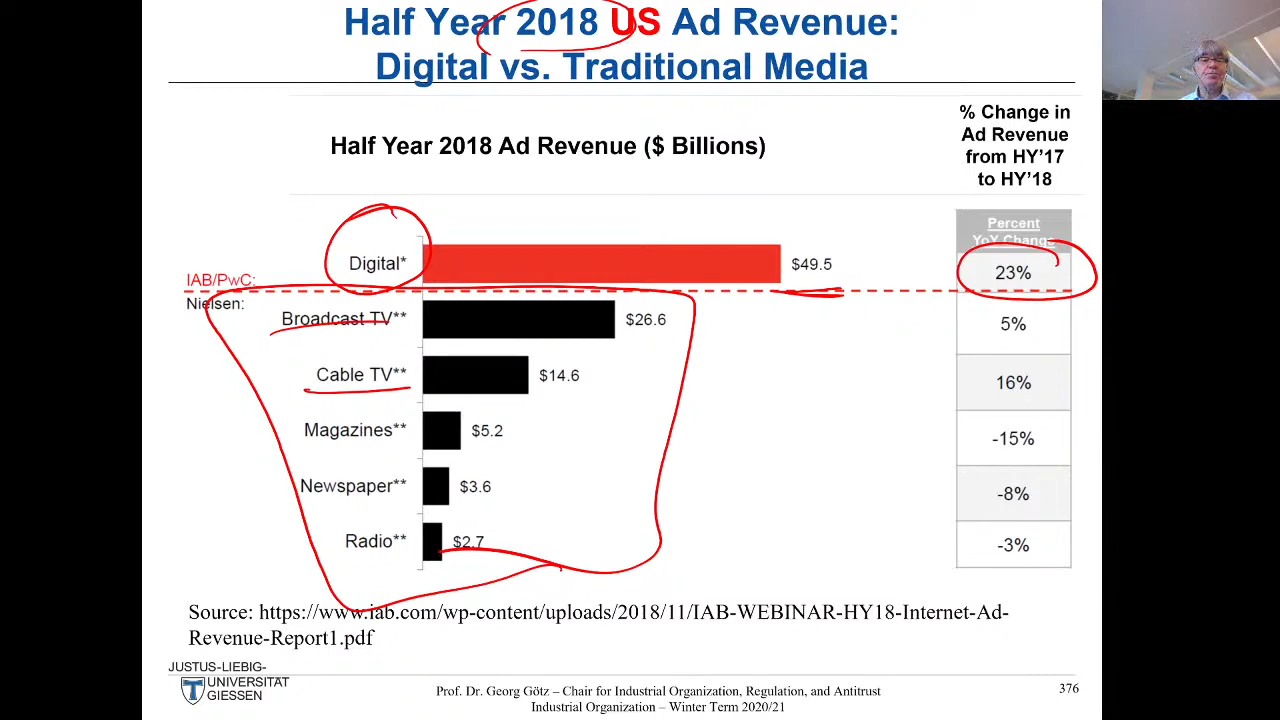 Half Year 2018 US Ad Revenue:
Digital vs. Traditional Media
Half Year 2018 Ad Revenue ($ Billions)
% Change in
Ad Revenue
from HY'17
to HY'18
Percent
YoY Change
IAB/PwC:
Digital* $49.5 23%
Nielsen:
Broadcast TV** $26.6 5%
Cable TV** $14.6 16%
Magazines** $5.2 -15%
Newspaper** $3.6 -8%
Radio** $2.7 -3%
Source: https://www.iab.com/wp-content/uploads/2018/11/IAB-WEBINAR-HY18-Internet-Ad-
Revenue-Report1.pdf
JUSTUS-LIEBIG-
UNIVERSITÄT
GIESSEN
Prof. Dr. Georg Götz – Chair for Industrial Organization, Regulation, and Antitrust
Industrial Organization – Winter Term 2020/21
376